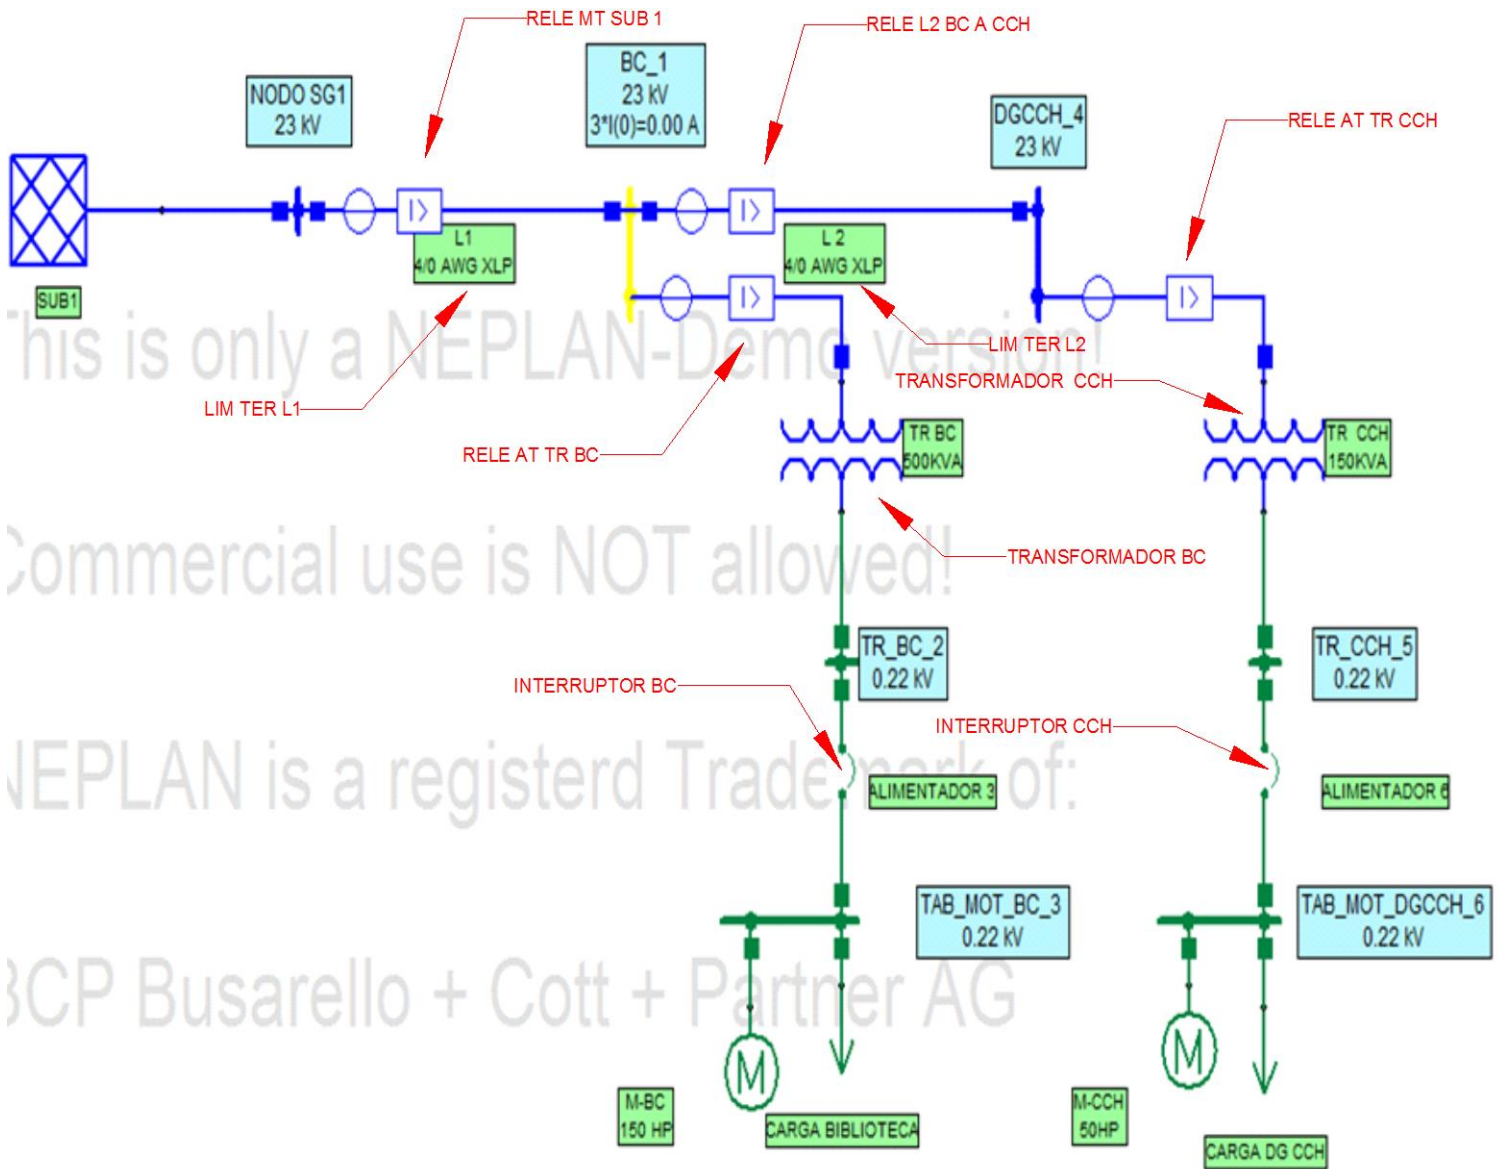 RELE MT SUB 1
RELE L2 BC A CCH
BC_1
23 kV
3*I(0)=0.00 A
NODO SG1
23 kV
DGCCH_4
23 kV
RELE AT TR CCH
I>
I>
L1
4/0 AWG XLP
L 2
4/0 AWG XLP
SUB1
I>
I>
This is only a NEPLAN-Demo version!
LIM TER L2
TRANSFORMADOR CCH
LIM TER L1
RELE AT TR BC
TR BC
500KVA
TR CCH
150KVA
Commercial use is NOT allowed!
TRANSFORMADOR BC
TR_BC_2
0.22 kV
TR_CCH_5
0.22 kV
INTERRUPTOR BC
INTERRUPTOR CCH
NEPLAN is a registerd Trade mark of:
ALIMENTADOR 3
ALIMENTADOR 6
TAB_MOT_BC_3
0.22 kV
TAB_MOT_DGCCH_6
0.22 kV
BCP Busarello + Cott + Partner AG
M
M
M-BC
150 HP
CARGA BIBLIOTECA
M-CCH
50HP
CARGA DG CCH